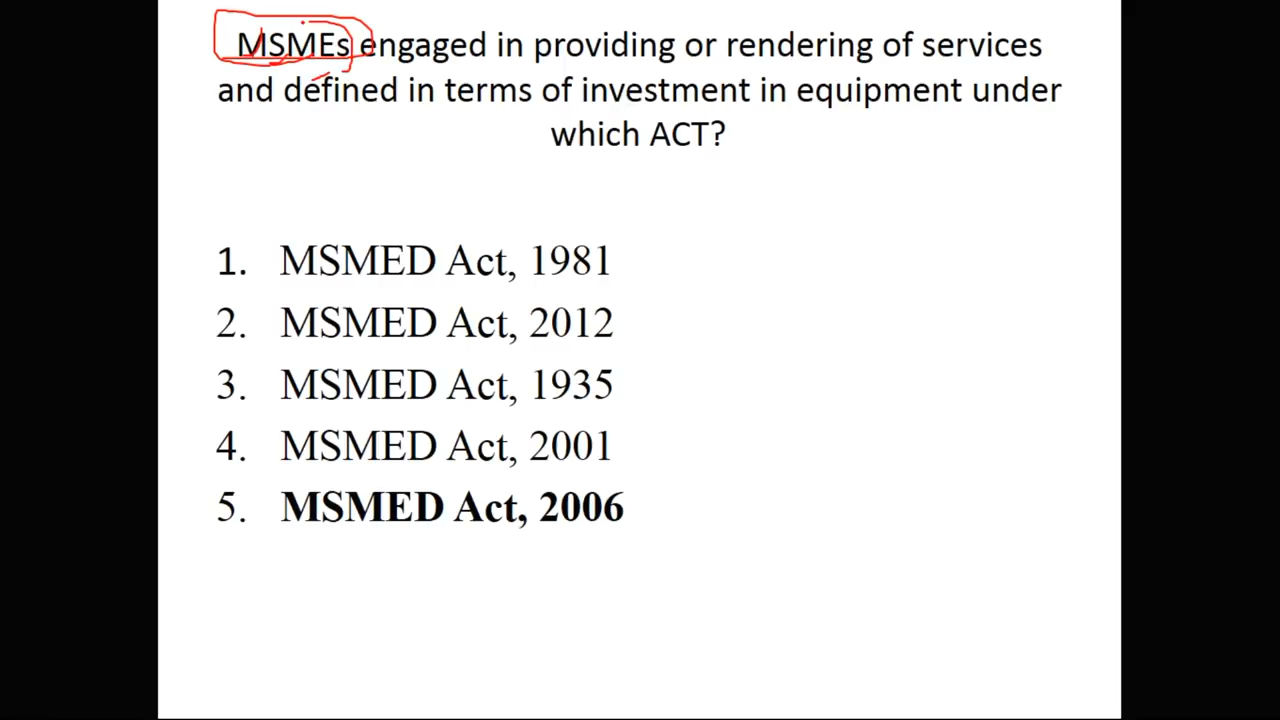 MSMEs engaged in providing or rendering of services
and defined in terms of investment in equipment under
which ACT?
1. MSMED Act, 1981
2. MSMED Act, 2012
3. MSMED Act, 1935
4. MSMED Act, 2001
5. MSMED Act, 2006